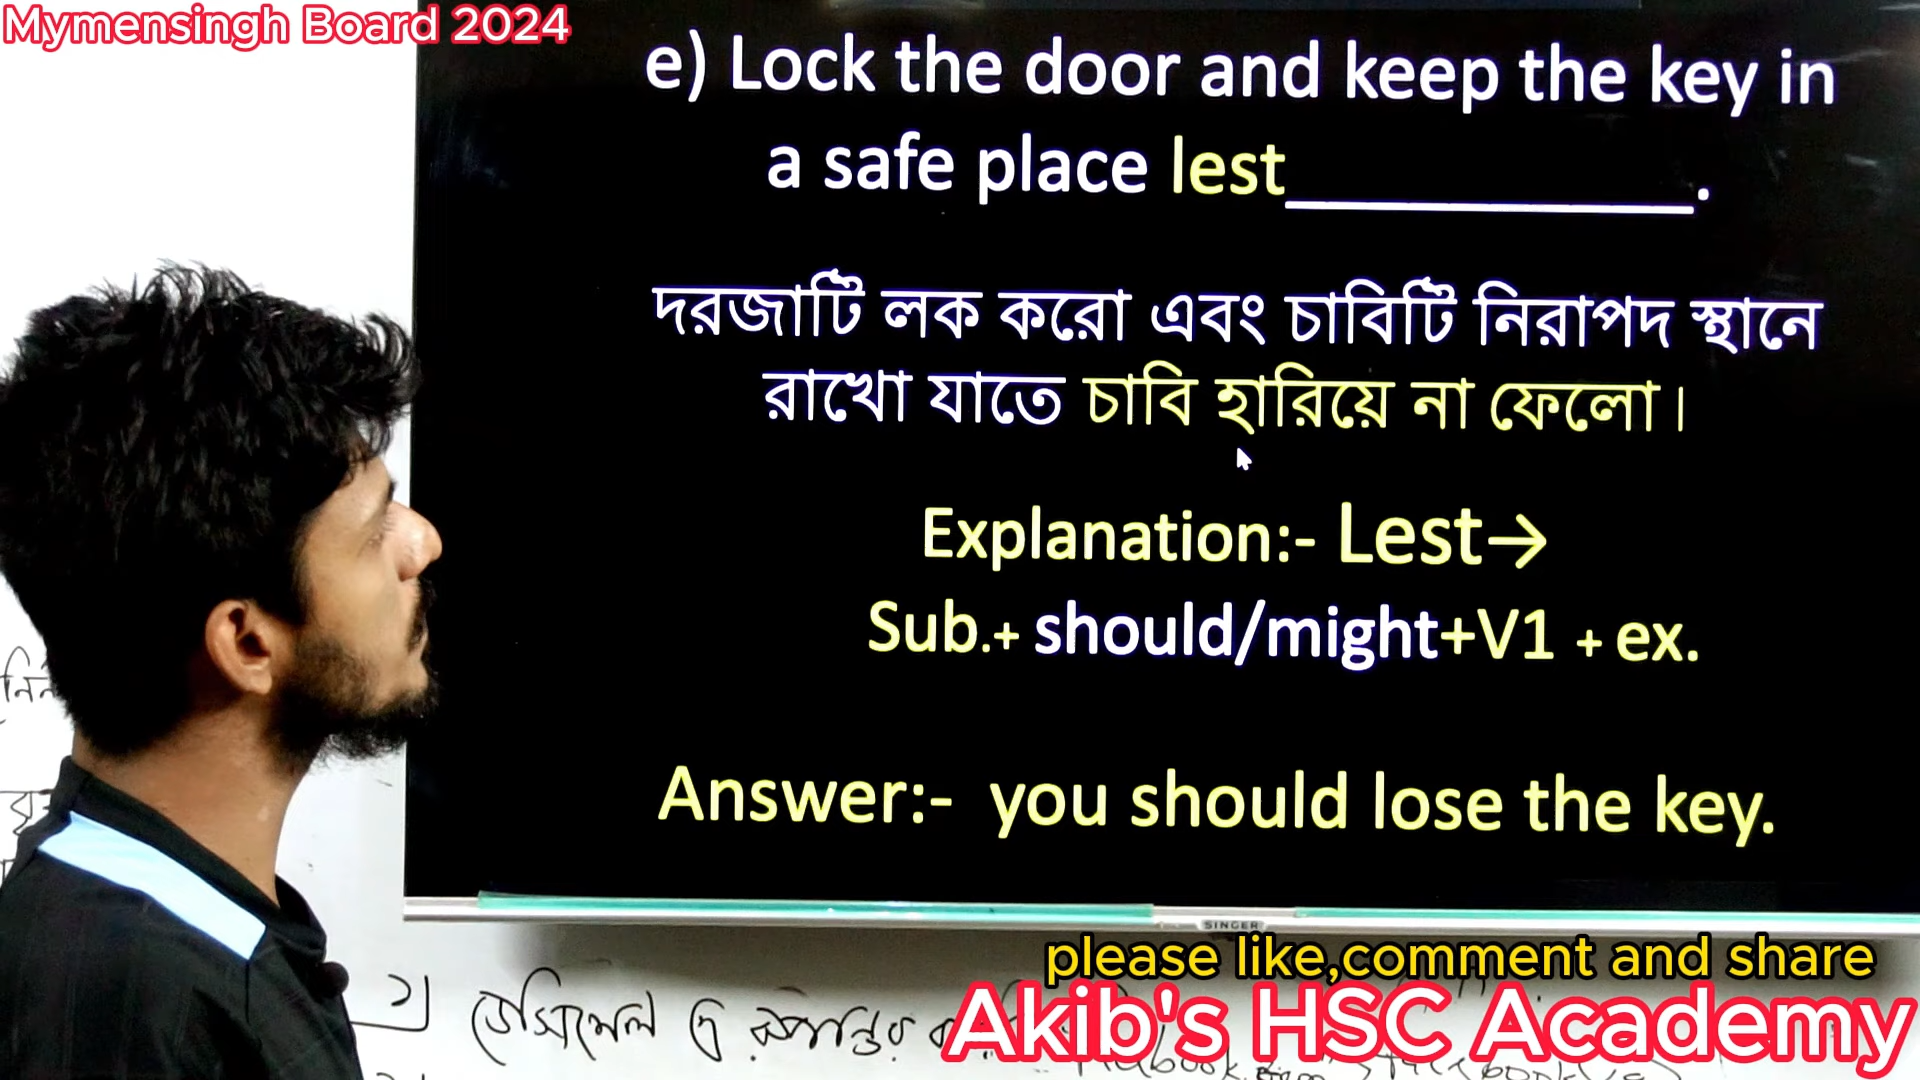 Mymensingh Board 2024
e) Lock the door and keep the key in
a safe place lest____________.
দরজাটি লক করো এবং চাবিটি নিরাপদ স্থানে
রাখো যাতে চাবি হারিয়ে না ফেলো।
Explanation:- Lest→
Sub.+ should/might+V1 + ex.
Answer:- you should lose the key.
SINGER
please like,comment and share
Akib's HSC Academy